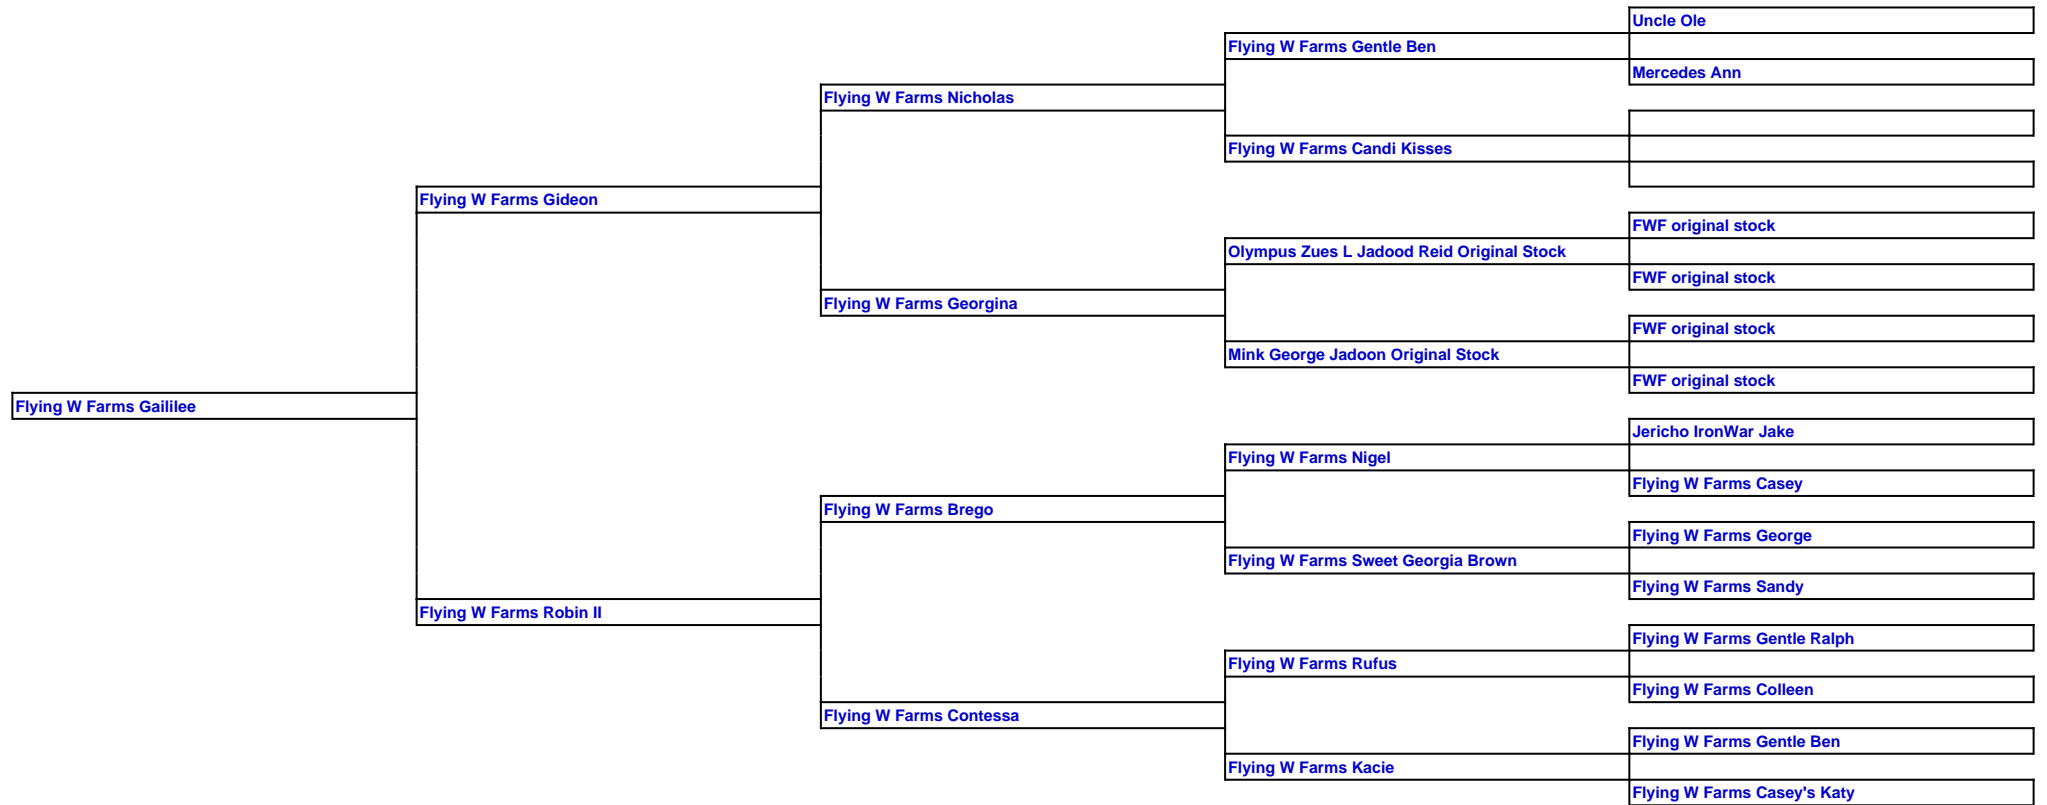 Uncle Ole
Flying W Farms Gentle Ben
Mercedes Ann
Flying W Farms Nicholas
Flying W Farms Candi Kisses
Flying W Farms Gideon
FWF original stock
Olympus Zues L Jadood Reid Original Stock
FWF original stock
Flying W Farms Georgina
FWF original stock
Mink George Jadoon Original Stock
FWF original stock
Flying W Farms Gaililee
Jericho IronWar Jake
Flying W Farms Nigel
Flying W Farms Casey
Flying W Farms Brego
Flying W Farms George
Flying W Farms Sweet Georgia Brown
Flying W Farms Sandy
Flying W Farms Robin II
Flying W Farms Gentle Ralph
Flying W Farms Rufus
Flying W Farms Colleen
Flying W Farms Contessa
Flying W Farms Gentle Ben
Flying W Farms Kacie
Flying W Farms Casey's Katy